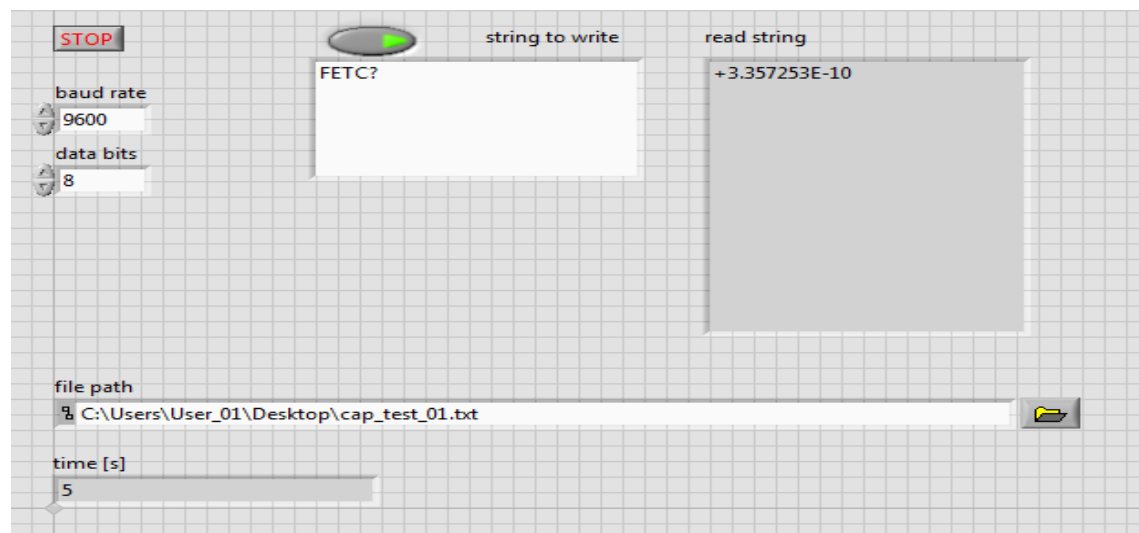 STOP
string to write
read string
FETC?
+3.357253E-10
baud rate
9600
data bits
8
file path
C:\Users\User_01\Desktop\cap_test_01.txt
time [s]
5